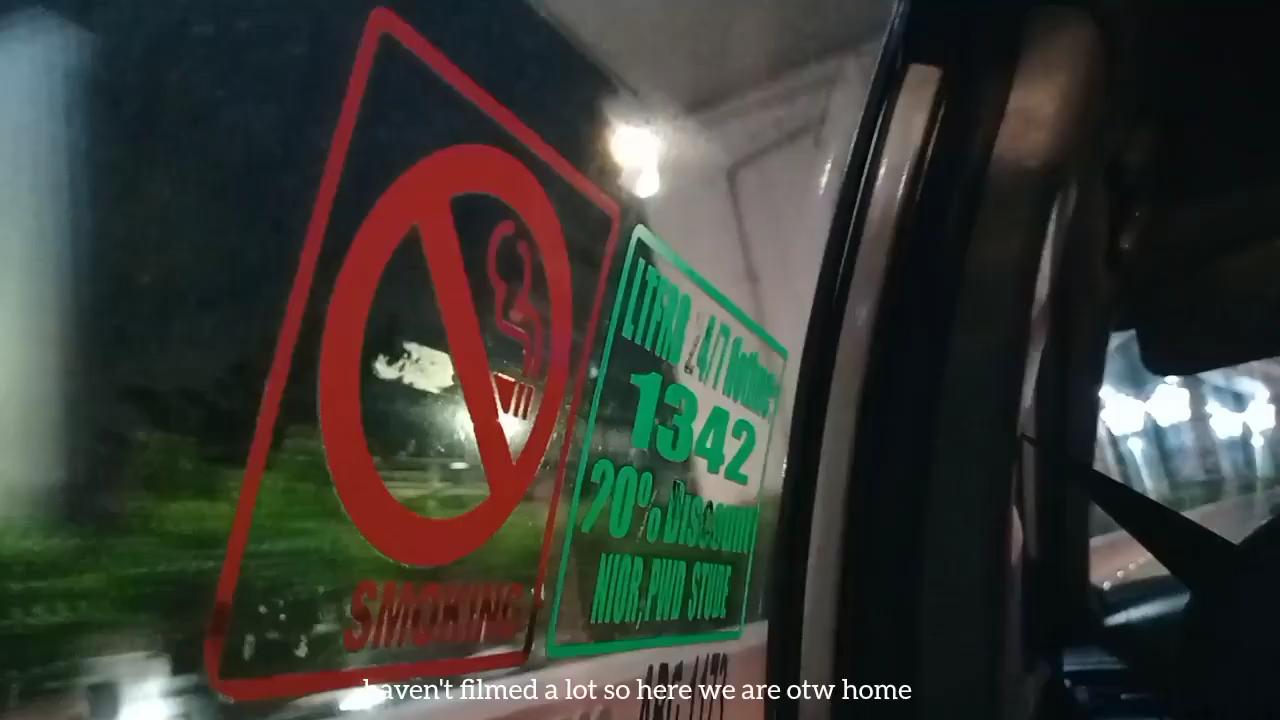 SMOKING
LTFRB 24/7 Hotline
1342
20% Discount
NIOR, PWD STUDE
haven't filmed a lot so here we are otw home